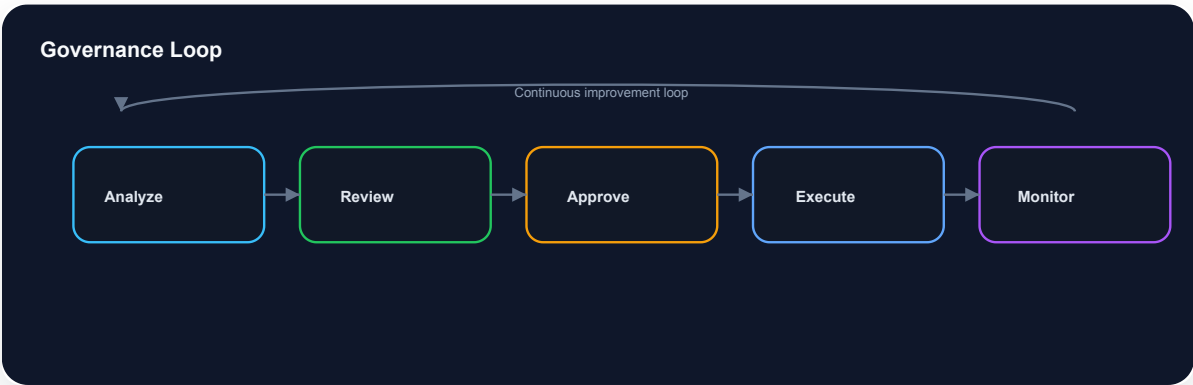 Governance Loop
Continuous improvement loop
Analyze
Review
Approve
Execute
Monitor